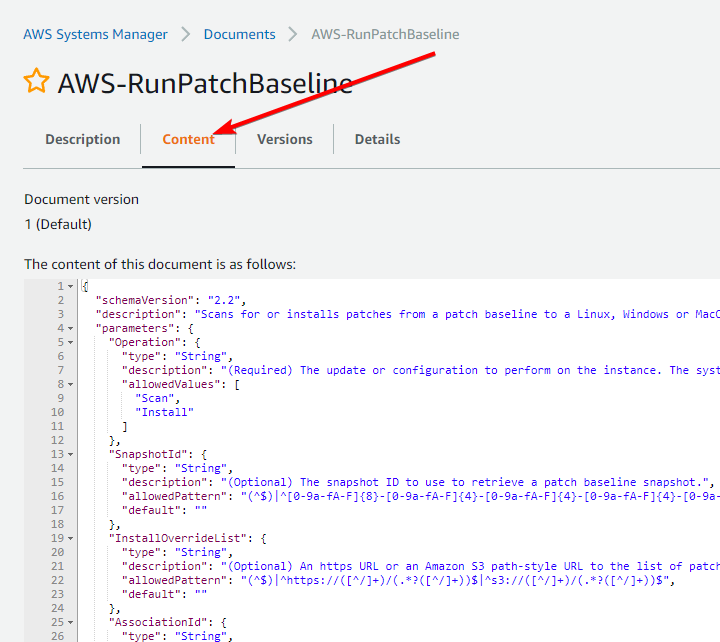 AWS Systems Manager > Documents > AWS-RunPatchBaseline
AWS-RunPatchBaseline
Description Content Versions Details
Document version
1 (Default)
The content of this document is as follows:
1 {
2 "schemaVersion": "2.2",
3 "description": "Scans for or installs patches from a patch baseline to a Linux, Windows or MacO
4 "parameters": {
5 "Operation": {
6 "type": "String",
7 "description": "(Required) The update or configuration to perform on the instance. The syst
8 "allowedValues": [
9 "Scan",
10 "Install"
11 ]
12 },
13 "SnapshotId": {
14 "type": "String",
15 "description": "(Optional) The snapshot ID to use to retrieve a patch baseline snapshot.",
16 "allowedPattern": "(^$)|^[0-9a-fA-F]{8}-[0-9a-fA-F]{4}-[0-9a-fA-F]{4}-[0-9a-fA-F]{4}-[0-9a-
17 "default": ""
18 },
19 "InstallOverrideList": {
20 "type": "String",
21 "description": "(Optional) An https URL or an Amazon S3 path-style URL to the list of patch
22 "allowedPattern": "(^$)|^https://([^/]+)/(.*?([^/]+))$|^s3://([^/]+)/(.*?([^/]+))$",
23 "default": ""
24 },
25 "AssociationId": {
26 "type": "String",